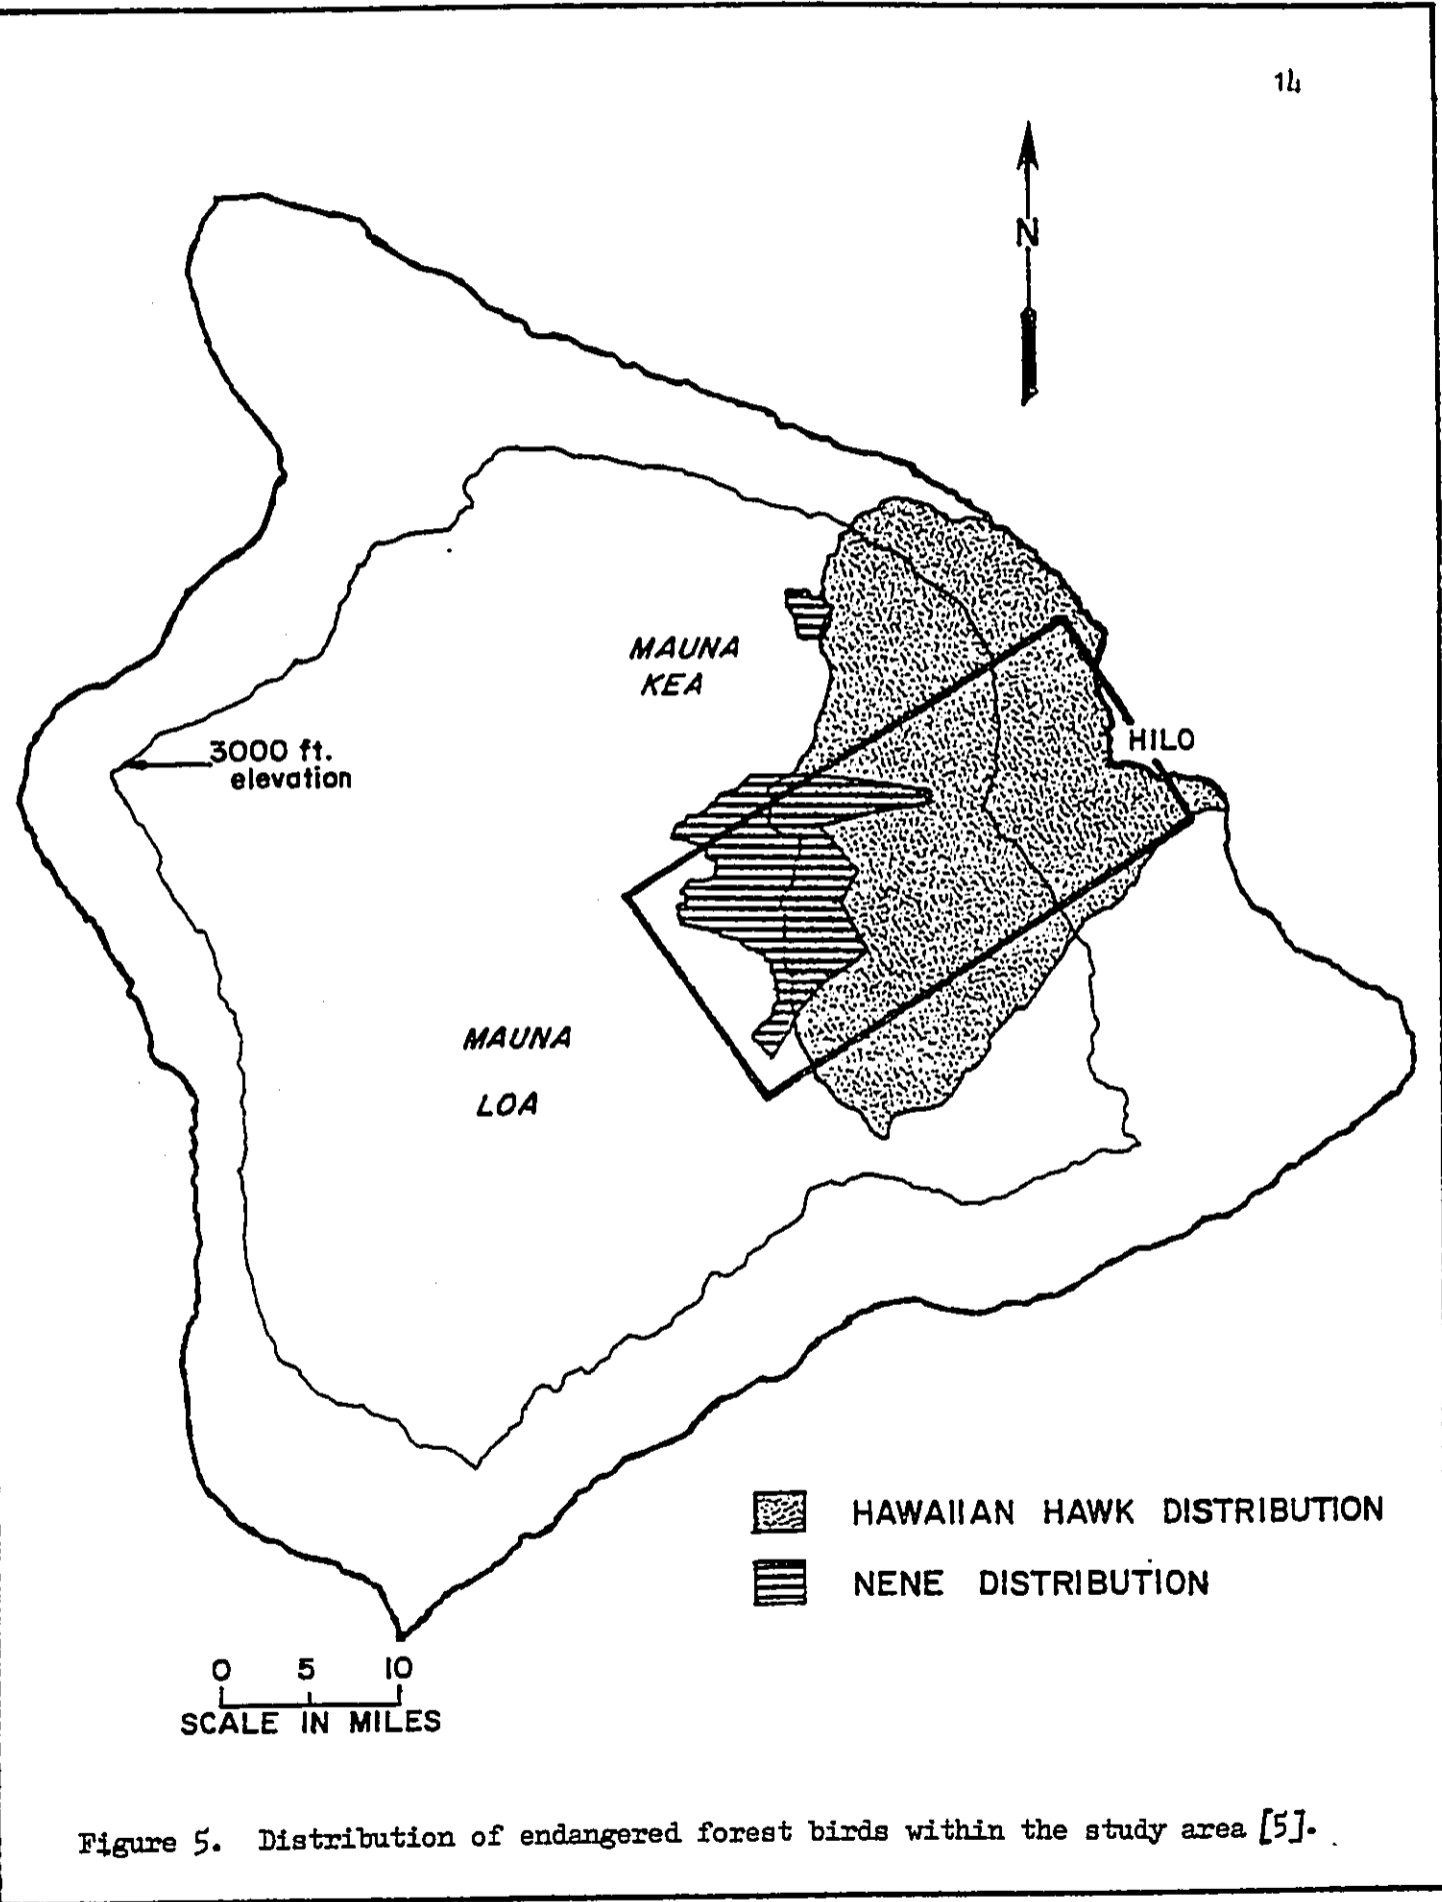 14
N
MAUNA
KEA
HILO
3000 ft.
elevation
MAUNA
LOA
HAWAIIAN HAWK DISTRIBUTION
NENE DISTRIBUTION
0 5 10
SCALE IN MILES
Figure 5. Distribution of endangered forest birds within the study area [5].